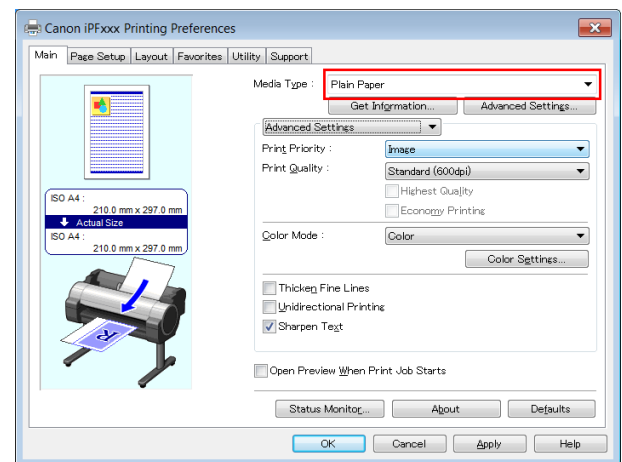 Canon iPFxxx Printing Preferences
Main Page Setup Layout Favorites Utility Support
Media Type : Plain Paper
Get Information... Advanced Settings...
Advanced Settings
Print Priority : Image
Print Quality : Standard (600dpi)
Highest Quality
Economy Printing
ISO A4 :
210.0 mm x 297.0 mm
Actual Size
ISO A4 :
210.0 mm x 297.0 mm
Color Mode : Color
Color Settings...
Thicken Fine Lines
Unidirectional Printing
Sharpen Text
Open Preview When Print Job Starts
Status Monitor... About Defaults
OK Cancel Apply Help